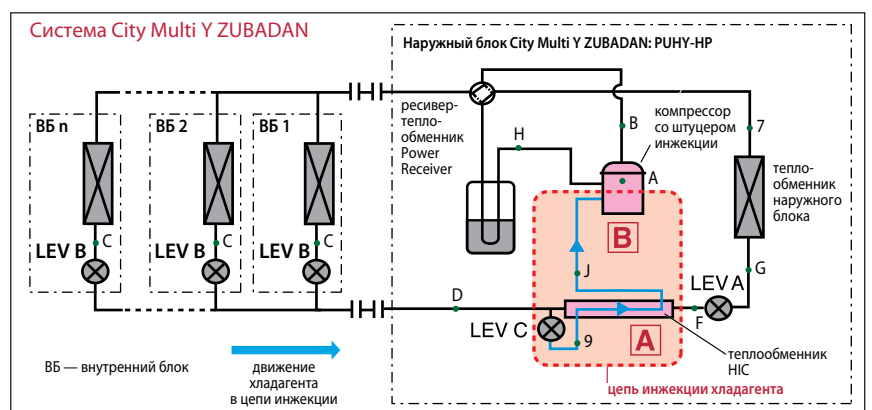 Система City Multi Y ZUBADAN
Наружный блок City Multi Y ZUBADAN: PUHY-HP
ВБ n
ВБ 2
ВБ 1
ресивер-
тепло-
обменник
Power
Receiver
H
B
компрессор
со штуцером
инжекции
A
7
тепло-
обменник
наружного
блока
B
LEV B
C
LEV B
C
LEV B
C
J
G
LEV A
D
F
LEV C
9
A
теплообменник
HIC
ВБ — внутренний блок
движение
хладагента
в цепи инжекции
цепь инжекции хладагента